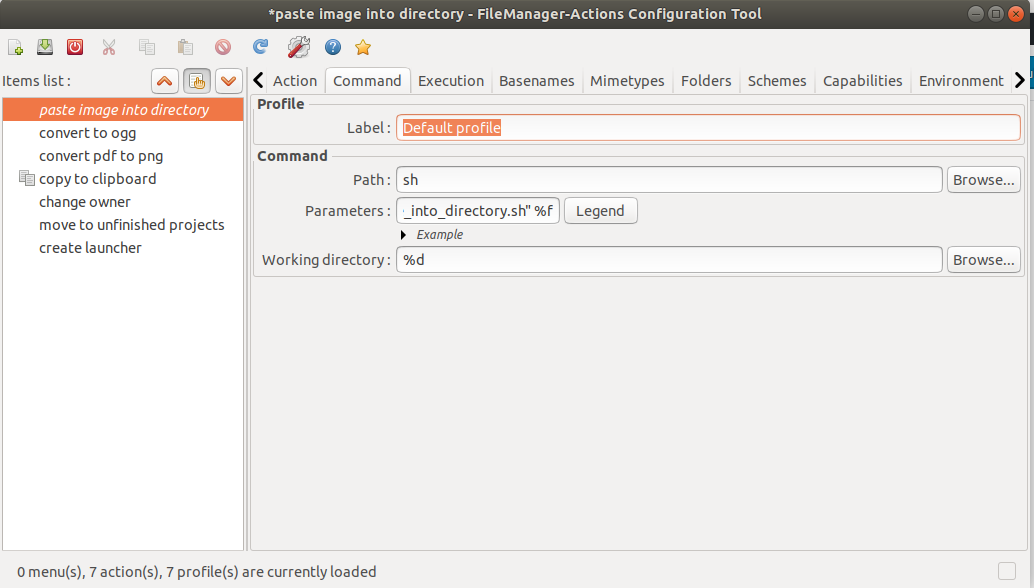 *paste image into directory - FileManager-Actions Configuration Tool
Items list :
Action Command Execution Basenames Mimetypes Folders Schemes Capabilities Environment
paste image into directory
convert to ogg
convert pdf to png
copy to clipboard
change owner
move to unfinished projects
create launcher
Profile
Label : Default profile
Command
Path : sh Browse...
Parameters : _into_directory.sh" %f Legend
Example
Working directory : %d Browse...
0 menu(s), 7 action(s), 7 profile(s) are currently loaded